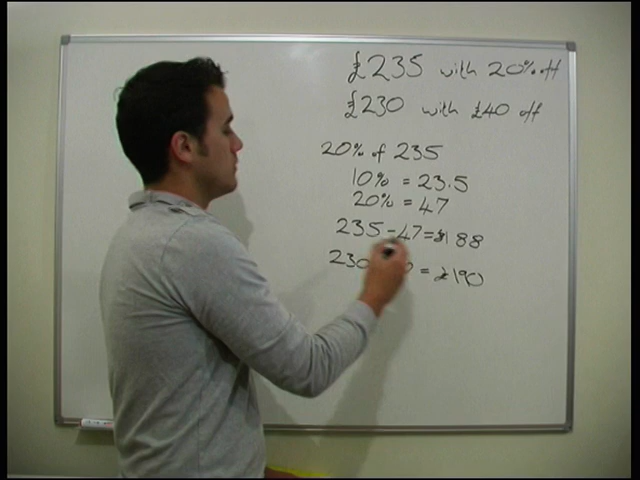 £235 with 20% off
£230 with £40 off
20% of 235
10% = 23.5
20% = 47
235-47=£188
230 = £190